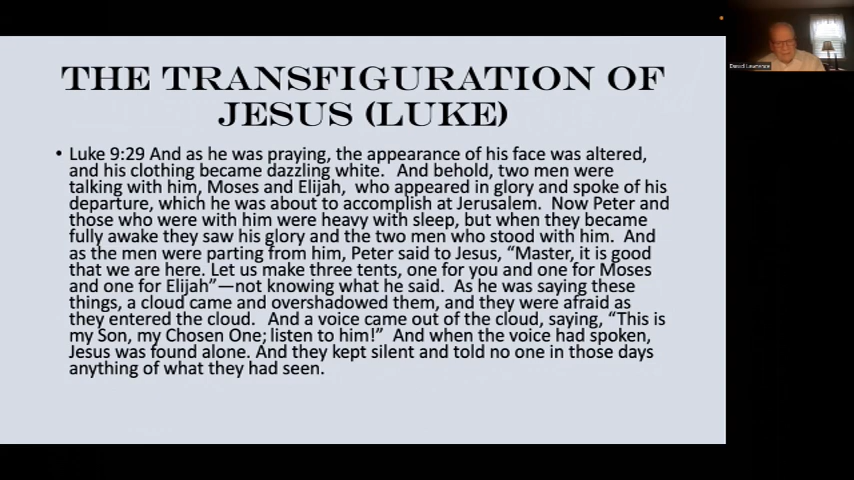 THE TRANSFIGURATION OF
JESUS (LUKE)
• Luke 9:29 And as he was praying, the appearance of his face was altered,
and his clothing became dazzling white.  And behold, two men were
talking with him, Moses and Elijah,  who appeared in glory and spoke of his
departure, which he was about to accomplish at Jerusalem.  Now Peter and
those who were with him were heavy with sleep, but when they became
fully awake they saw his glory and the two men who stood with him.  And
as the men were parting from him, Peter said to Jesus, “Master, it is good
that we are here. Let us make three tents, one for you and one for Moses
and one for Elijah”—not knowing what he said.  As he was saying these
things, a cloud came and overshadowed them, and they were afraid as
they entered the cloud.  And a voice came out of the cloud, saying, “This is
my Son, my Chosen One; listen to him!”  And when the voice had spoken,
Jesus was found alone. And they kept silent and told no one in those days
anything of what they had seen.
Lawrence